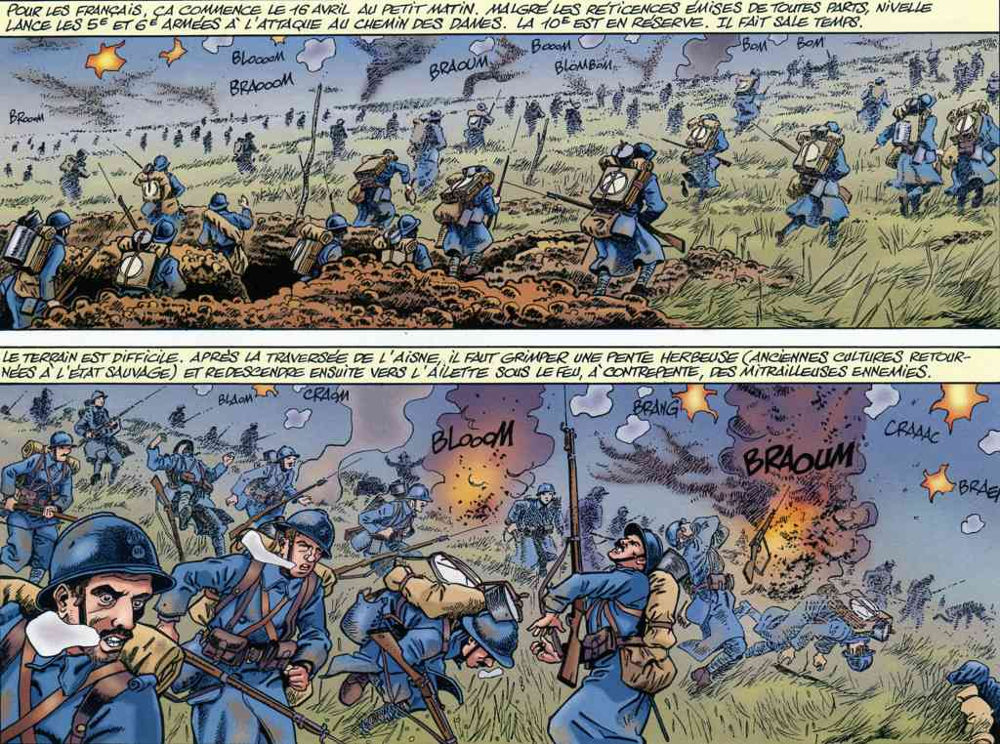 POUR LES FRANÇAIS, ÇA COMMENCE LE 16 AVRIL AU PETIT MATIN. MALGRÉ LES RÉTICENCES ÉMISES DE TOUTES PARTS, NIVELLE
LANCE LES 5E ET 6E ARMÉES À L'ATTAQUE AU CHEMIN DES DAMES. LA 10E EST EN RÉSERVE. IL FAIT SALE TEMPS.
BLOOOM
BRAOOOM
BRAOUM
BOOOM
BLOMBOM
BOM
BOM
BROOM
LE TERRAIN EST DIFFICILE. APRÈS LA TRAVERSÉE DE L'AISNE, IL FAUT GRIMPER UNE PENTE HERBEUSE (ANCIENNES CULTURES RETOUR-
NÉES À L'ÉTAT SAUVAGE) ET REDESCENDRE ENSUITE VERS L'AILETTE SOUS LE FEU, À CONTREPENTE, DES MITRAILLEUSES ENNEMIES.
BLAOM
CRAOM
BLOOOM
BRANG
BRAOUM
CRAAAC
BRAE